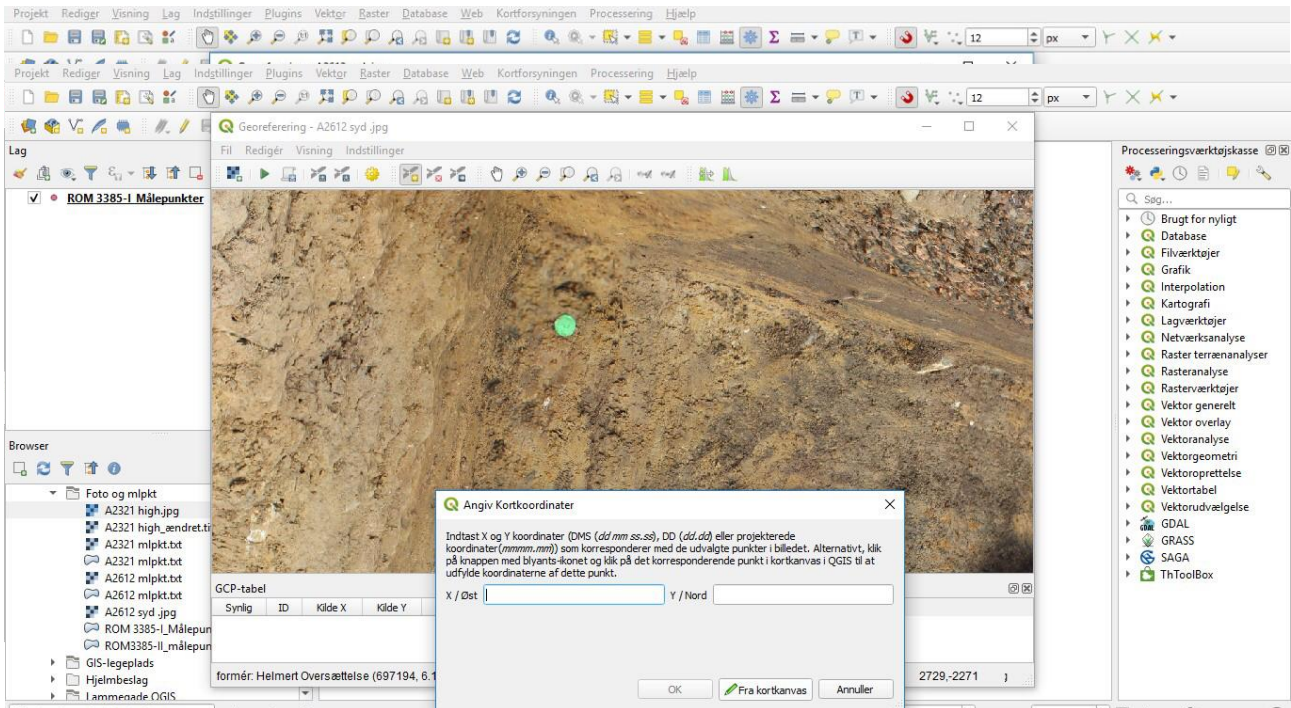 Projekt Redigér Visning Lag Indstillinger Plugins Vektor Raster Database Web Kortforsyningen Processering Hjælp
12 px
Projekt Redigér Visning Lag Indstillinger Plugins Vektor Raster Database Web Kortforsyningen Processering Hjælp
12 px
Georeferering - A2612 syd .jpg
Fil Redigér Visning Indstillinger
Lag
ROM 3385-I_Målepunkter
Browser
Foto og mlpkt
A2321 high.jpg
A2321 high_ændret.ti
A2321 mlpkt.txt
A2612 mlpkt.txt
A2612 mlpkt.txt
A2612 syd .jpg
ROM 3385-I_Målepun
ROM3385-II_målepun
GIS-legeplads
Hjelmbeslag
Lammegade QGIS
GCP-tabel
Synlig ID Kilde X Kilde Y
formér: Helmert Oversættelse (697194, 6.1
2729,-2271
Angiv Kortkoordinater
Indtast X og Y koordinater (DMS (dd mm ss.ss), DD (dd.dd) eller projekterede
koordinater(mmmm.mm)) som korresponderer med de udvalgte punkter i billedet. Alternativt, klik
på knappen med blyants-ikonet og klik på det korresponderende punkt i kortkanvas i QGIS til at
udfylde koordinaterne af dette punkt.
X / Øst Y / Nord
OK Fra kortkanvas Annuller
Processeringsværktøjskasse
Søg...
Brugt for nyligt
Database
Filværktøjer
Grafik
Interpolation
Kartografi
Lagværktøjer
Netværksanalyse
Raster terrænanalyser
Rasteranalyse
Rasterværktøjer
Vektor generelt
Vektor overlay
Vektoranalyse
Vektorgeometri
Vektoroprettelse
Vektortabel
Vektorudvælgelse
GDAL
GRASS
SAGA
ThToolBox